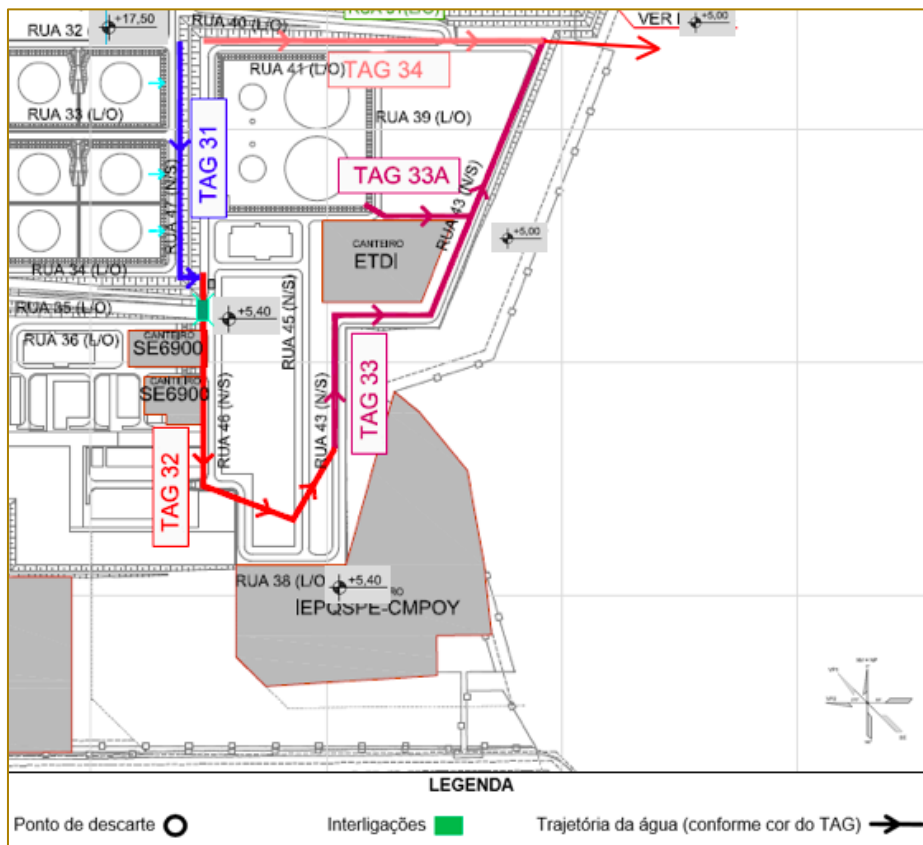 RUA 40 (L/O)
+17,50
RUA 32
VER
+5,00
RUA 41 (L/O)
TAG 34
RUA 33 (L/O)
RUA 39 (L/O)
TAG 31
RUA 47 (N/S)
TAG 33A
RUA 43 (N/S)
+5,00
CANTEIRO
ETDI
RUA 34 (L/O)
RUA 35 (L/O)
+5,40
RUA 36 (L/O)
CANTEIRO
SE6900
RUA 45 (N/S)
CANTEIRO
SE6900
RUA 46 (N/S)
RUA 43 (N/S)
TAG 33
TAG 32
RUA 38 (L/O
+5,40
IEPQSPE-CMPOY
LEGENDA
Ponto de descarte
Interligações
Trajetória da água (conforme cor do TAG)